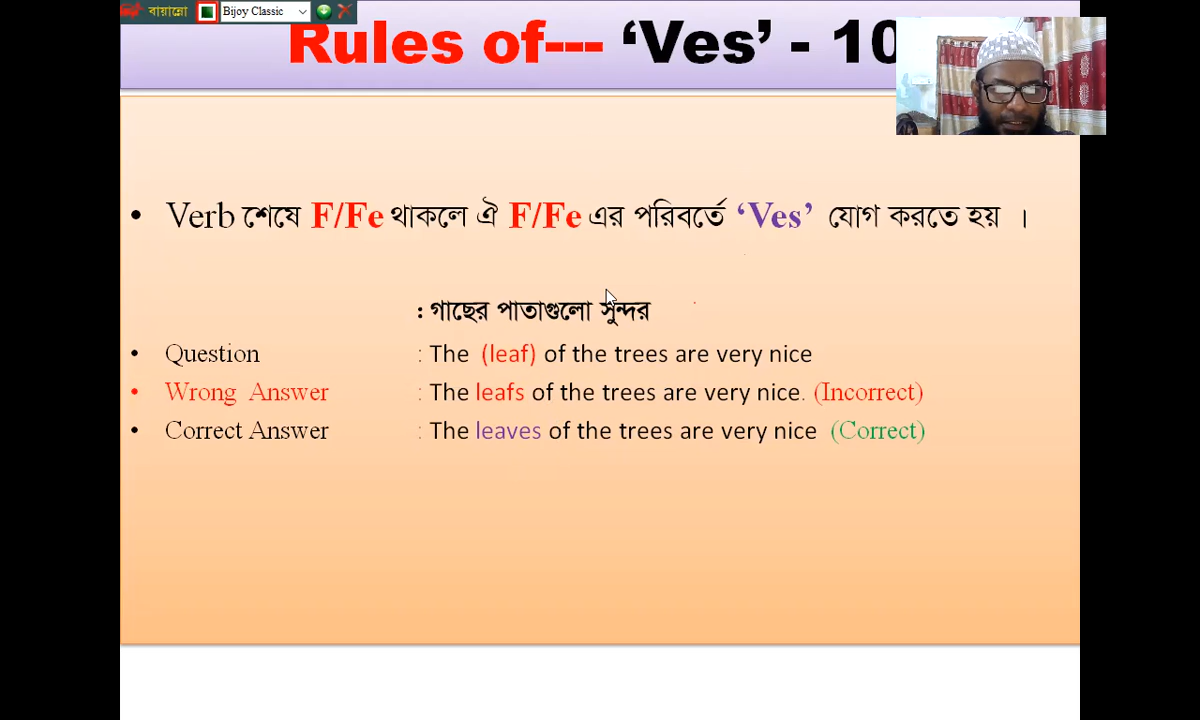 বায়ান্নো Bijoy Classic
Rules of--- ‘Ves’ - 10
• Verb শেষে F/Fe থাকলে ঐ F/Fe এর পরিবর্তে ‘Ves’ যোগ করতে হয় ।
: গাছের পাতাগুলো সুন্দর
• Question : The (leaf) of the trees are very nice
• Wrong Answer : The leafs of the trees are very nice. (Incorrect)
• Correct Answer : The leaves of the trees are very nice (Correct)